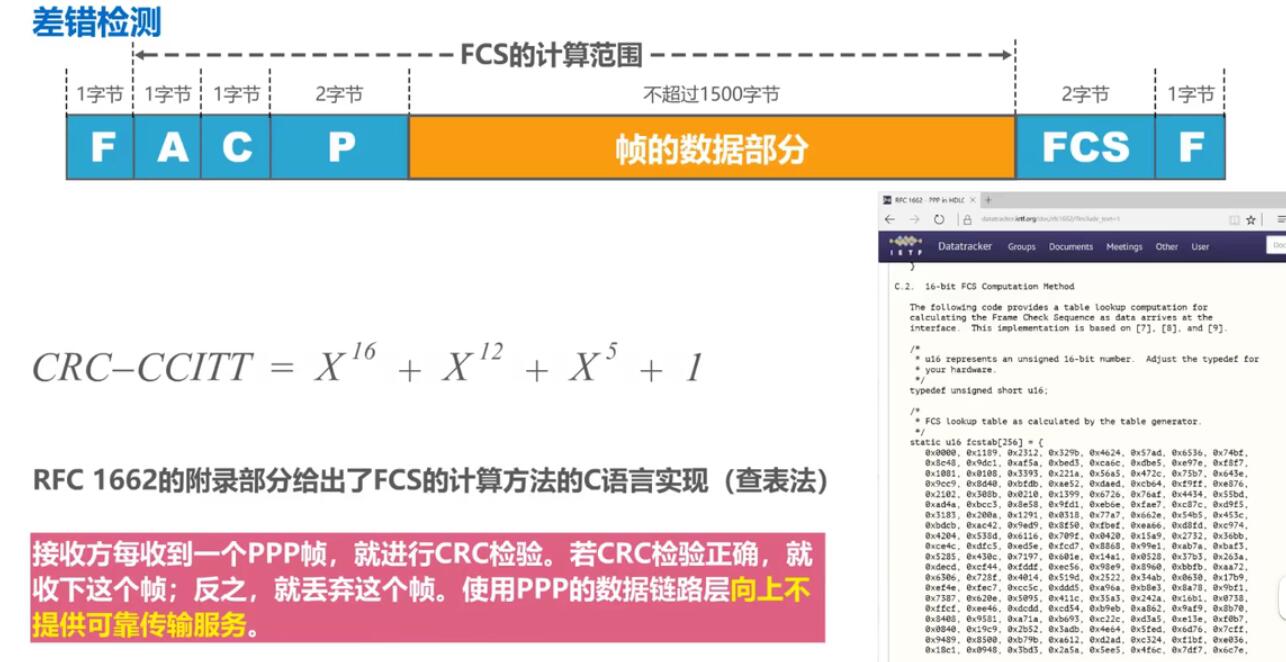 差错检测
FCS的计算范围
1字节 1字节 1字节 2字节 不超过1500字节 2字节 1字节
F A C P 帧的数据部分 FCS F
CRC-CCITT = X^16 + X^12 + X^5 + 1
RFC 1662的附录部分给出了FCS的计算方法的C语言实现（查表法）
接收方每收到一个PPP帧，就进行CRC检验。若CRC检验正确，就
收下这个帧；反之，就丢弃这个帧。使用PPP的数据链路层向上不
提供可靠传输服务。
RFC 1662 - PPP in HDLC
datatracker.ietf.org/doc/rfc1662/?include_text=1
IETF Datatracker Groups Documents Meetings Other User Doc
}
C.2. 16-bit FCS Computation Method
The following code provides a table lookup computation for
calculating the Frame Check Sequence as data arrives at the
interface. This implementation is based on [7], [8], and [9].
/*
* u16 represents an unsigned 16-bit number. Adjust the typedef for
* your hardware.
*/
typedef unsigned short u16;
/*
* FCS lookup table as calculated by the table generator.
*/
static u16 fcstab[256] = {
0x0000, 0x1189, 0x2312, 0x329b, 0x4624, 0x57ad, 0x6536, 0x74bf,
0x8c48, 0x9dc1, 0xaf5a, 0xbed3, 0xca6c, 0xdbe5, 0xe97e, 0xf8f7,
0x1081, 0x0108, 0x3393, 0x221a, 0x56a5, 0x472c, 0x75b7, 0x643e,
0x9cc9, 0x8d40, 0xbfdb, 0xae52, 0xdaed, 0xcb64, 0xf9ff, 0xe876,
0x2102, 0x308b, 0x0210, 0x1399, 0x6726, 0x76af, 0x4434, 0x55bd,
0xad4a, 0xbcc3, 0x8e58, 0x9fd1, 0xeb6e, 0xfae7, 0xc87c, 0xd9f5,
0x3183, 0x200a, 0x1291, 0x0318, 0x77a7, 0x662e, 0x54b5, 0x453c,
0xbdcb, 0xac42, 0x9ed9, 0x8f50, 0xfbef, 0xea66, 0xd8fd, 0xc974,
0x4204, 0x538d, 0x6116, 0x709f, 0x0420, 0x15a9, 0x2732, 0x36bb,
0xce4c, 0xdfc5, 0xed5e, 0xfcd7, 0x8868, 0x99e1, 0xab7a, 0xbaf3,
0x5285, 0x430c, 0x7197, 0x601e, 0x14a1, 0x0528, 0x37b3, 0x263a,
0xdecd, 0xcf44, 0xfddf, 0xec56, 0x98e9, 0x8960, 0xbbfb, 0xaa72,
0x6306, 0x728f, 0x4014, 0x519d, 0x2522, 0x34ab, 0x0630, 0x17b9,
0xef4e, 0xfec7, 0xcc5c, 0xddd5, 0xa96a, 0xb8e3, 0x8a78, 0x9bf1,
0x7387, 0x620e, 0x5095, 0x411c, 0x35a3, 0x242a, 0x16b1, 0x0738,
0xffcf, 0xee46, 0xdcdd, 0xcd54, 0xb9eb, 0xa862, 0x9af9, 0x8b70,
0x8408, 0x9581, 0xa71a, 0xb693, 0xc22c, 0xd3a5, 0xe13e, 0xf0b7,
0x0840, 0x19c9, 0x2b52, 0x3adb, 0x4e64, 0x5fed, 0x6d76, 0x7cff,
0x9489, 0x8500, 0xb79b, 0xa612, 0xd2ad, 0xc324, 0xf1bf, 0xe036,
0x18c1, 0x0948, 0x3bd3, 0x2a5a, 0x5ee5, 0x4f6c, 0x7df7, 0x6c7e,